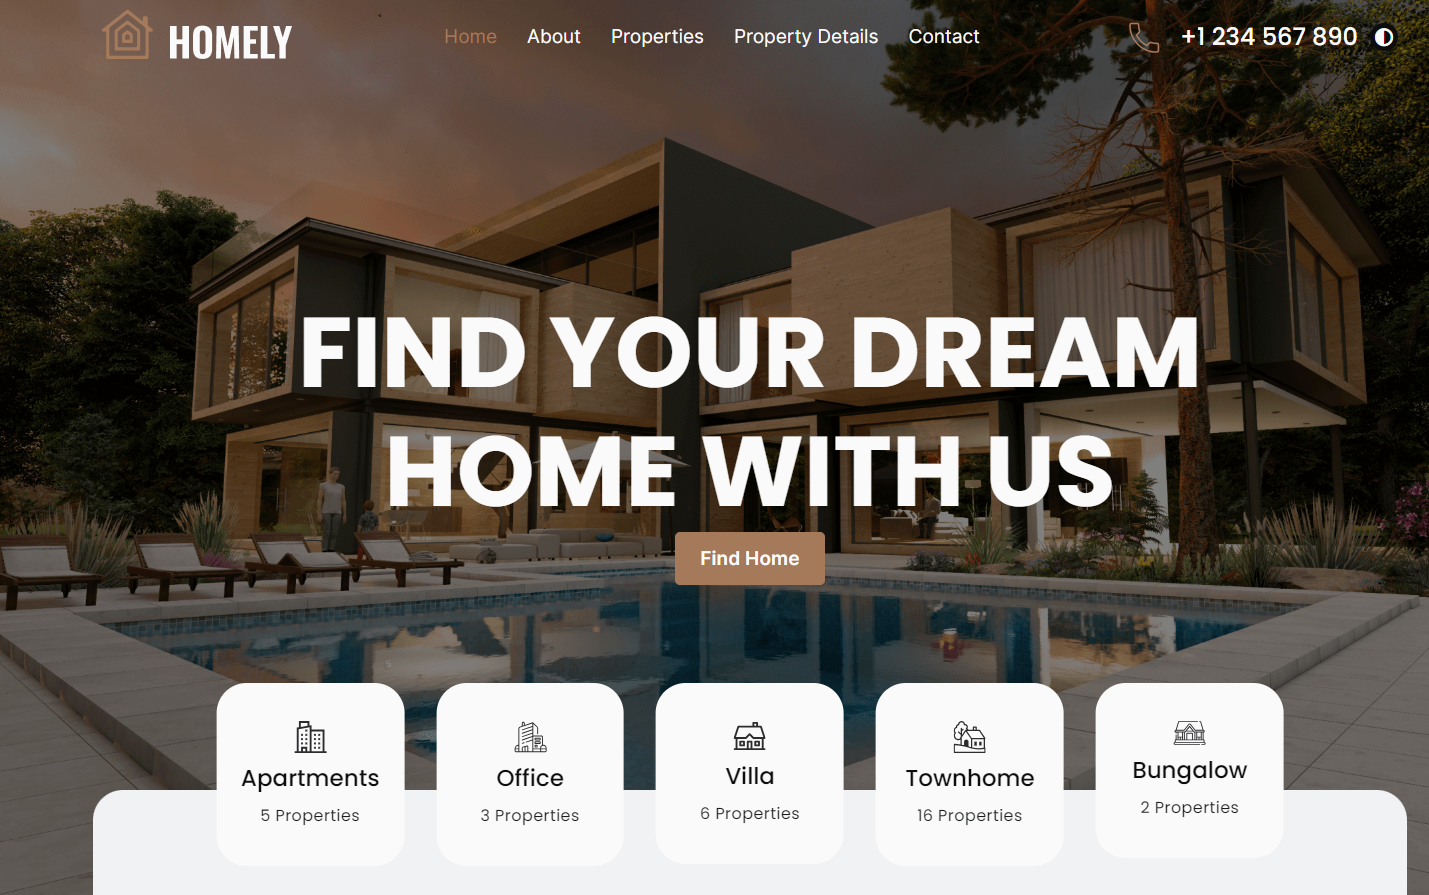 HOMELY
Home About Properties Property Details Contact
+1 234 567 890
FIND YOUR DREAM
HOME WITH US
Find Home
Apartments
5 Properties
Office
3 Properties
Villa
6 Properties
Townhome
16 Properties
Bungalow
2 Properties